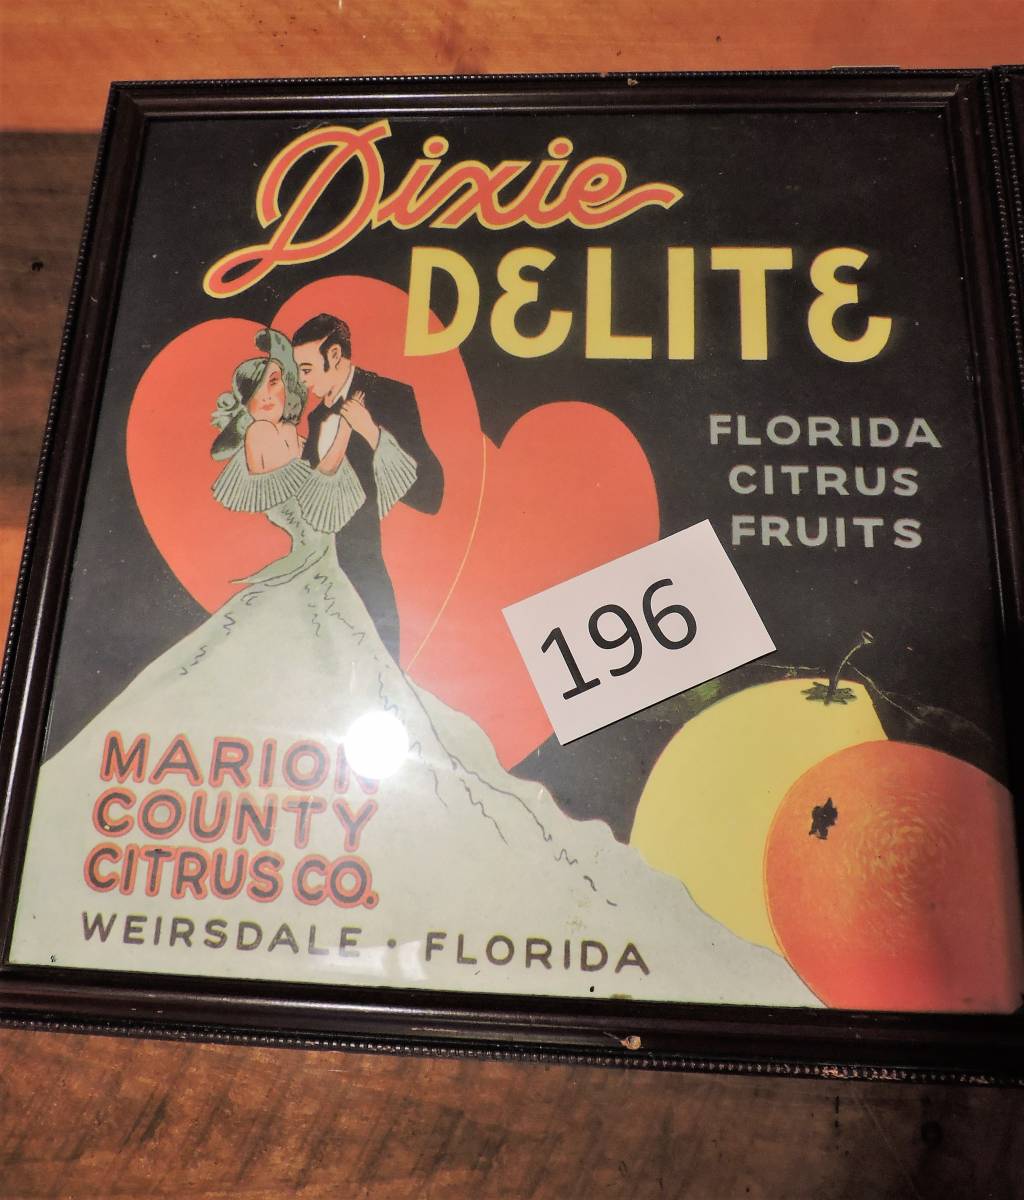 Dixie
DELITE
FLORIDA
CITRUS
FRUITS
196
MARION
COUNTY
CITRUS CO.
WEIRSDALE • FLORIDA